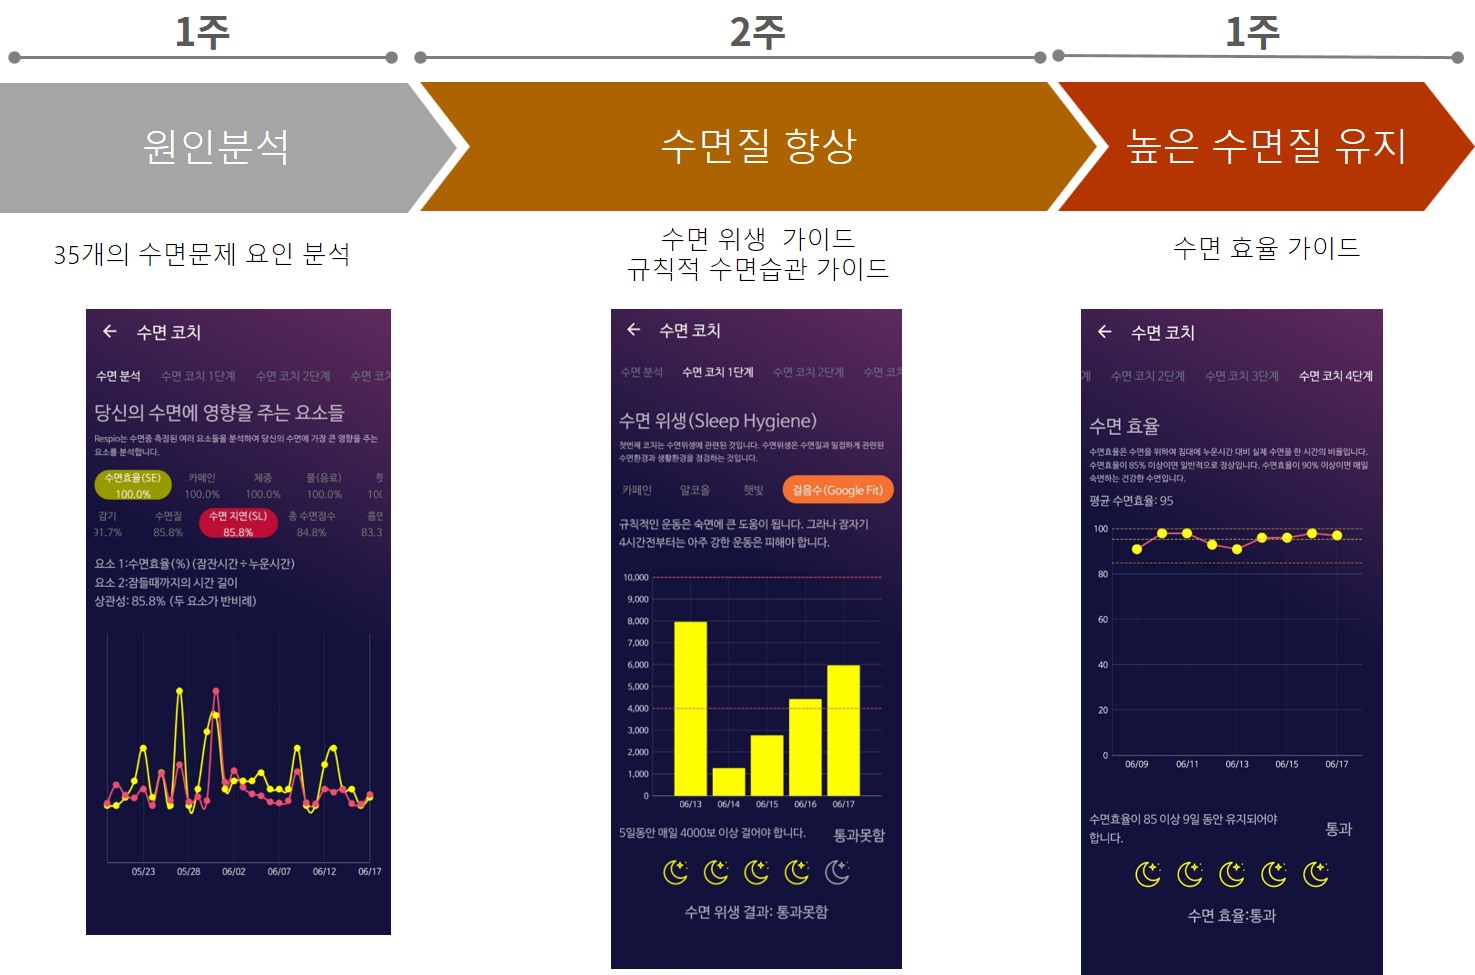 1주
2주
1주
원인분석
수면질 향상
높은 수면질 유지
35개의 수면문제 요인 분석
수면 위생 가이드
규칙적 수면습관 가이드
수면 효율 가이드
← 수면 코치
수면 분석 수면 코치 1단계 수면 코치 2단계 수면 코치
당신의 수면에 영향을 주는 요소들
Respio는 수면중 측정된 여러 요소들을 분석하여 당신의 수면에 가장 큰 영향을 주는
요소를 분석합니다.
수면효율(SE) 카페인 체중 물(음료)
100.0% 100.0% 100.0% 100.0% 10(
감기 수면질 수면 지연(SL) 총 수면점수
91.7% 85.8% 85.8% 84.8% 83.3
요소 1:수면효율(%) (잠잔시간÷누운시간)
요소 2:잠들때까지의 시간 길이
상관성: 85.8% (두 요소가 반비례)
05/23 05/28 06/02 06/07 06/12 06/17
← 수면 코치
수면 분석 수면 코치 1단계 수면 코치 2단계 수면 코치
수면 위생(Sleep Hygiene)
첫번째 코치는 수면위생에 관련된 것입니다. 수면위생은 수면질과 밀접하게 관련된
수면환경과 생활환경을 점검하는 것입니다.
카페인 알코올 햇빛 걸음수(Google Fit)
규칙적인 운동은 숙면에 큰 도움이 됩니다. 그라나 잠자기
4시간전부터는 아주 강한 운동은 피해야 합니다.
10,000
9,000
8,000
7,000
6,000
5,000
4,000
3,000
2,000
1,000
0
06/13 06/14 06/15 06/16 06/17
5일동안 매일 4000보 이상 걸어야 합니다. 통과못함
수면 위생 결과: 통과못함
← 수면 코치
계 수면 코치 2단계 수면 코치 3단계 수면 코치 4단계
수면 효율
수면효율은 수면을 위하여 침대에 누운시간 대비 실제 수면을 한 시간의 비율입니다.
수면효율이 85% 이상이면 일반적으로 정상입니다. 수면효율이 90% 이상이면 매일
숙면하는 건강한 수면입니다.
평균 수면효율: 95
100
80
60
40
20
0
06/09 06/11 06/13 06/15 06/17
수면효율이 85 이상 9일 동안 유지되어야
합니다.
통과
수면 효율:통과